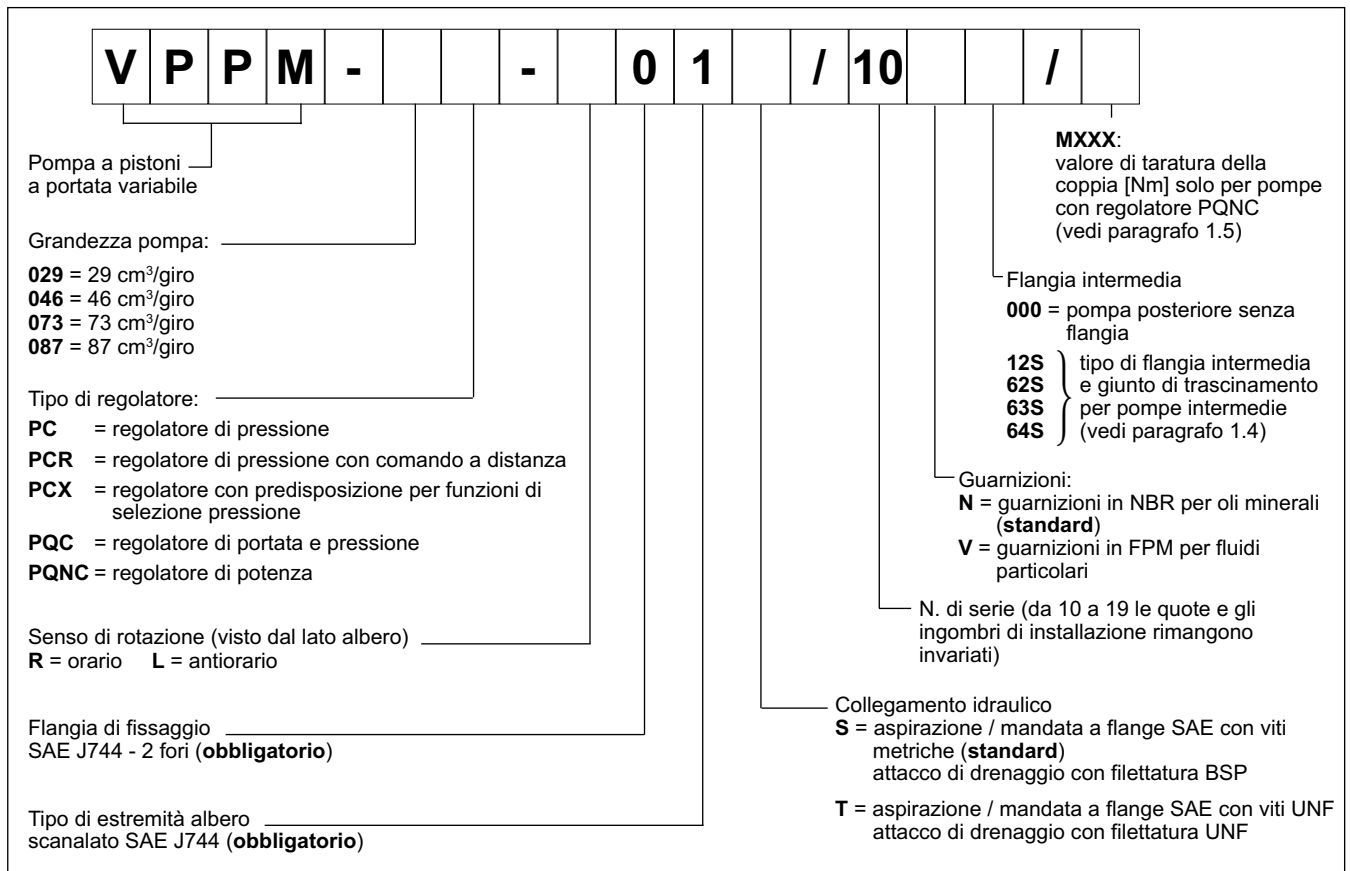 VPPM-  -  01  /10  /
Pompa a pistoni
a portata variabile
Grandezza pompa:
029 = 29 cm³/giro
046 = 46 cm³/giro
073 = 73 cm³/giro
087 = 87 cm³/giro
Tipo di regolatore:
PC = regolatore di pressione
PCR = regolatore di pressione con comando a distanza
PCX = regolatore con predisposizione per funzioni di
selezione pressione
PQC = regolatore di portata e pressione
PQNC = regolatore di potenza
Senso di rotazione (visto dal lato albero)
R = orario L = antiorario
Flangia di fissaggio
SAE J744 - 2 fori (obbligatorio)
Tipo di estremità albero
scanalato SAE J744 (obbligatorio)
MXXX:
valore di taratura della
coppia [Nm] solo per pompe
con regolatore PQNC
(vedi paragrafo 1.5)
Flangia intermedia
000 = pompa posteriore senza
flangia
12S tipo di flangia intermedia
62S e giunto di trascinamento
63S per pompe intermedie
64S (vedi paragrafo 1.4)
Guarnizioni:
N = guarnizioni in NBR per oli minerali
(standard)
V = guarnizioni in FPM per fluidi
particolari
N. di serie (da 10 a 19 le quote e gli
ingombri di installazione rimangono
invariati)
Collegamento idraulico
S = aspirazione / mandata a flange SAE con viti
metriche (standard)
attacco di drenaggio con filettatura BSP
T = aspirazione / mandata a flange SAE con viti UNF
attacco di drenaggio con filettatura UNF